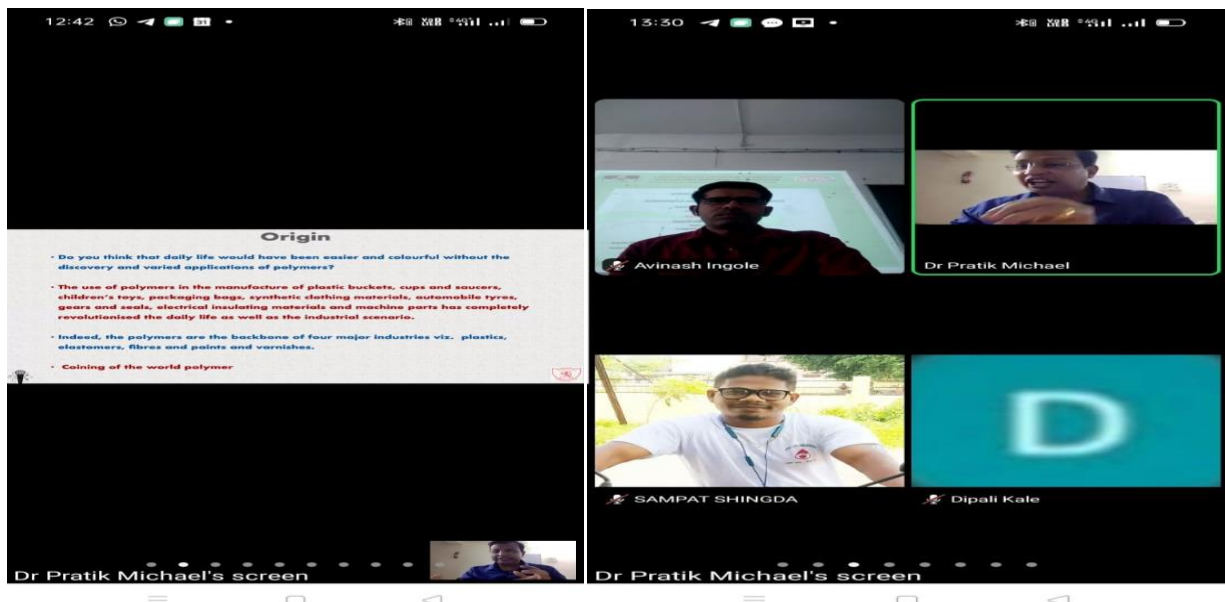 12:42
31
Origin
• Do you think that daily life would have been easier and colourful without the
discovery and varied applications of polymers?
• The use of polymers in the manufacture of plastic buckets, cups and saucers,
children's toys, packaging bags, synthetic clothing materials, automobile tyres,
gears and seals, electrical insulating materials and machine parts has completely
revolutionised the daily life as well as the industrial scenario.
• Indeed, the polymers are the backbone of four major industries viz. plastics,
elastomers, fibres and paints and varnishes.
• Coining of the world polymer
Dr Pratik Michael's screen
13:30
Avinash Ingole
Dr Pratik Michael
SAMPAT SHINGDA
D
Dipali Kale
Dr Pratik Michael's screen